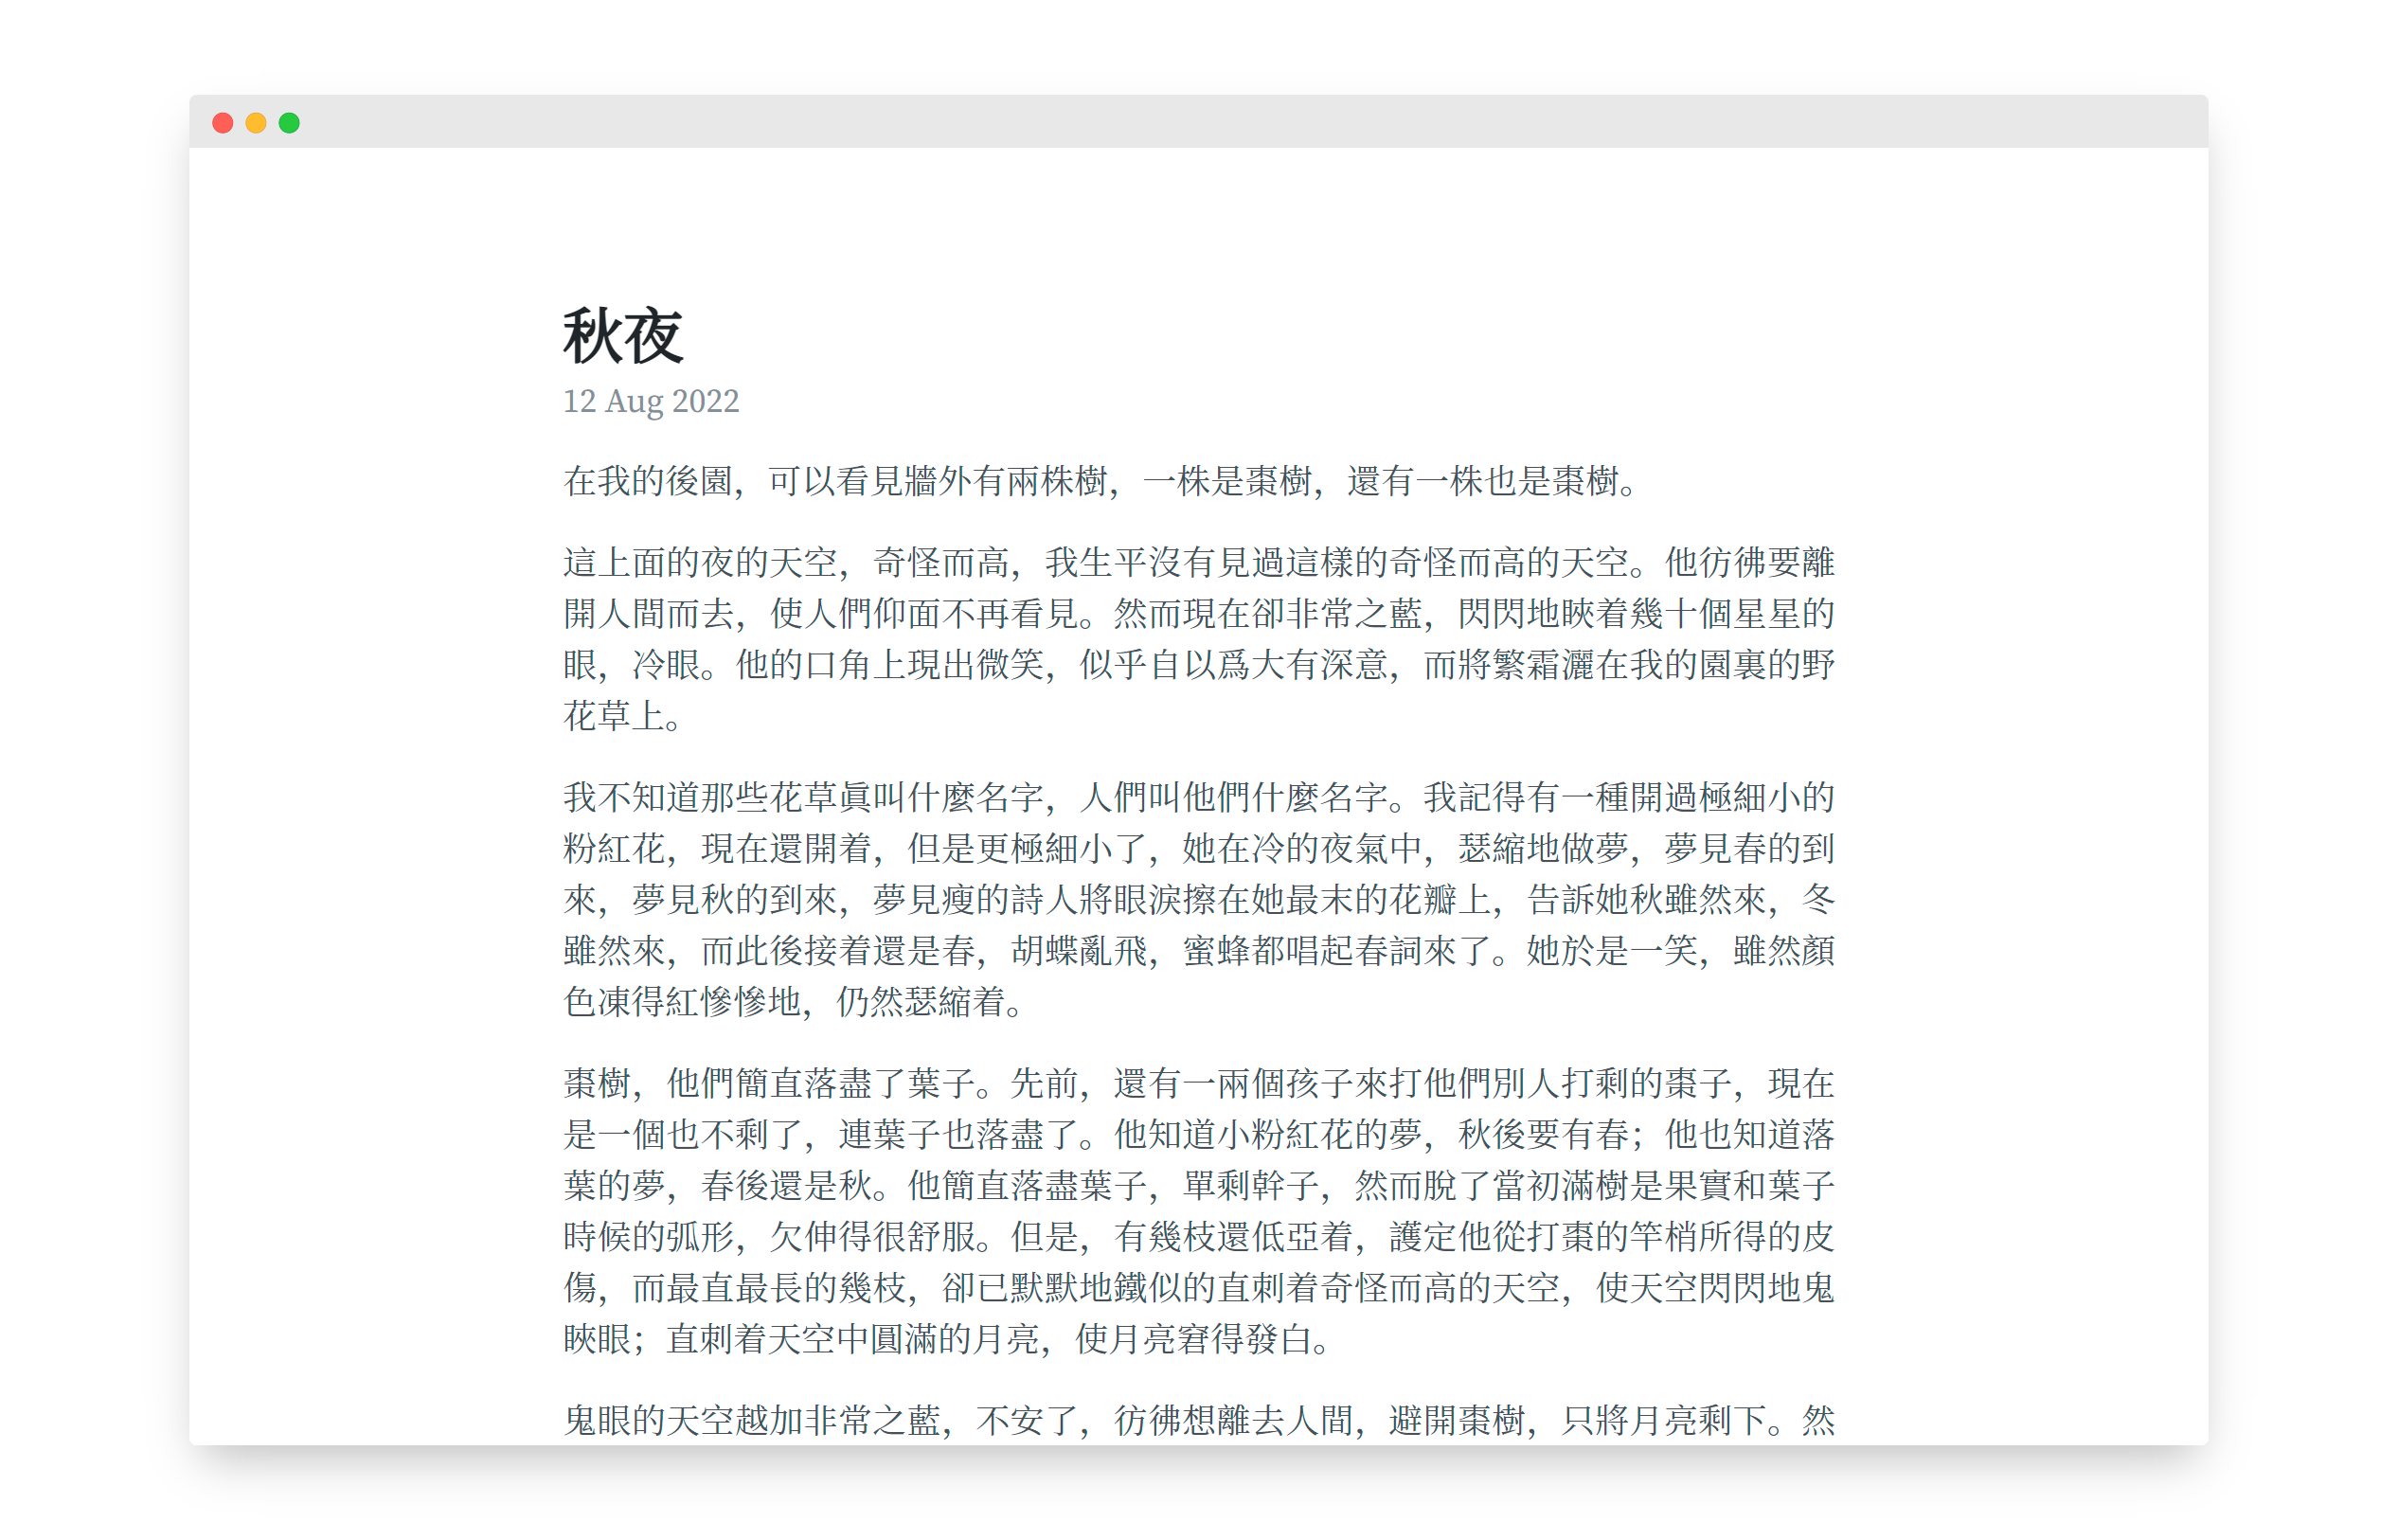 秋夜
12 Aug 2022
在我的後園，可以看見牆外有兩株樹，一株是棗樹，還有一株也是棗樹。
這上面的夜的天空，奇怪而高，我生平沒有見過這樣的奇怪而高的天空。他彷彿要離
開人間而去，使人們仰面不再看見。然而現在卻非常之藍，閃閃地䀹着幾十個星星的
眼，冷眼。他的口角上現出微笑，似乎自以爲大有深意，而將繁霜灑在我的園裏的野
花草上。
我不知道那些花草眞叫什麼名字，人們叫他們什麼名字。我記得有一種開過極細小的
粉紅花，現在還開着，但是更極細小了，她在冷的夜氣中，瑟縮地做夢，夢見春的到
來，夢見秋的到來，夢見瘦的詩人將眼淚擦在她最末的花瓣上，告訴她秋雖然來，冬
雖然來，而此後接着還是春，胡蝶亂飛，蜜蜂都唱起春詞來了。她於是一笑，雖然顏
色凍得紅慘慘地，仍然瑟縮着。
棗樹，他們簡直落盡了葉子。先前，還有一兩個孩子來打他們別人打剩的棗子，現在
是一個也不剩了，連葉子也落盡了。他知道小粉紅花的夢，秋後要有春；他也知道落
葉的夢，春後還是秋。他簡直落盡葉子，單剩幹子，然而脫了當初滿樹是果實和葉子
時候的弧形，欠伸得很舒服。但是，有幾枝還低亞着，護定他從打棗的竿梢所得的皮
傷，而最直最長的幾枝，卻已默默地鐵似的直刺着奇怪而高的天空，使天空閃閃地鬼
䀹眼；直刺着天空中圓滿的月亮，使月亮窘得發白。
鬼眼的天空越加非常之藍，不安了，彷彿想離去人間，避開棗樹，只將月亮剩下。然